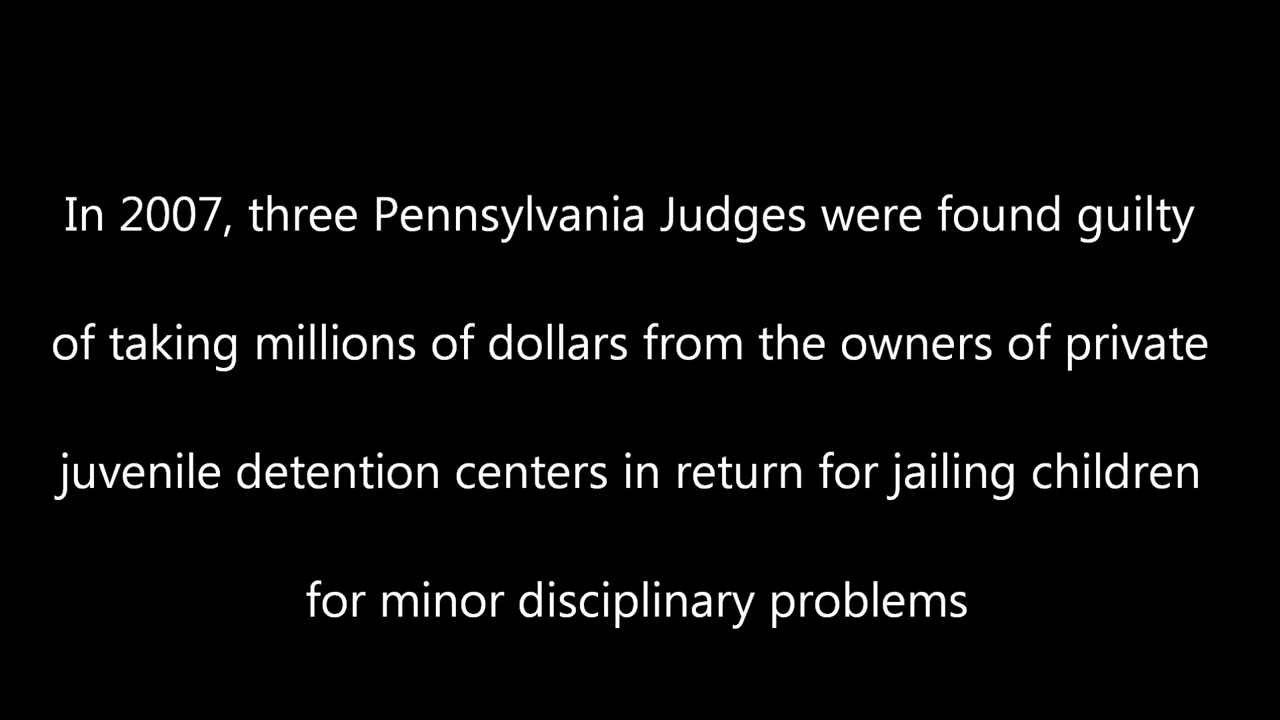 In 2007, three Pennsylvania Judges were found guilty
of taking millions of dollars from the owners of private
juvenile detention centers in return for jailing children
for minor disciplinary problems